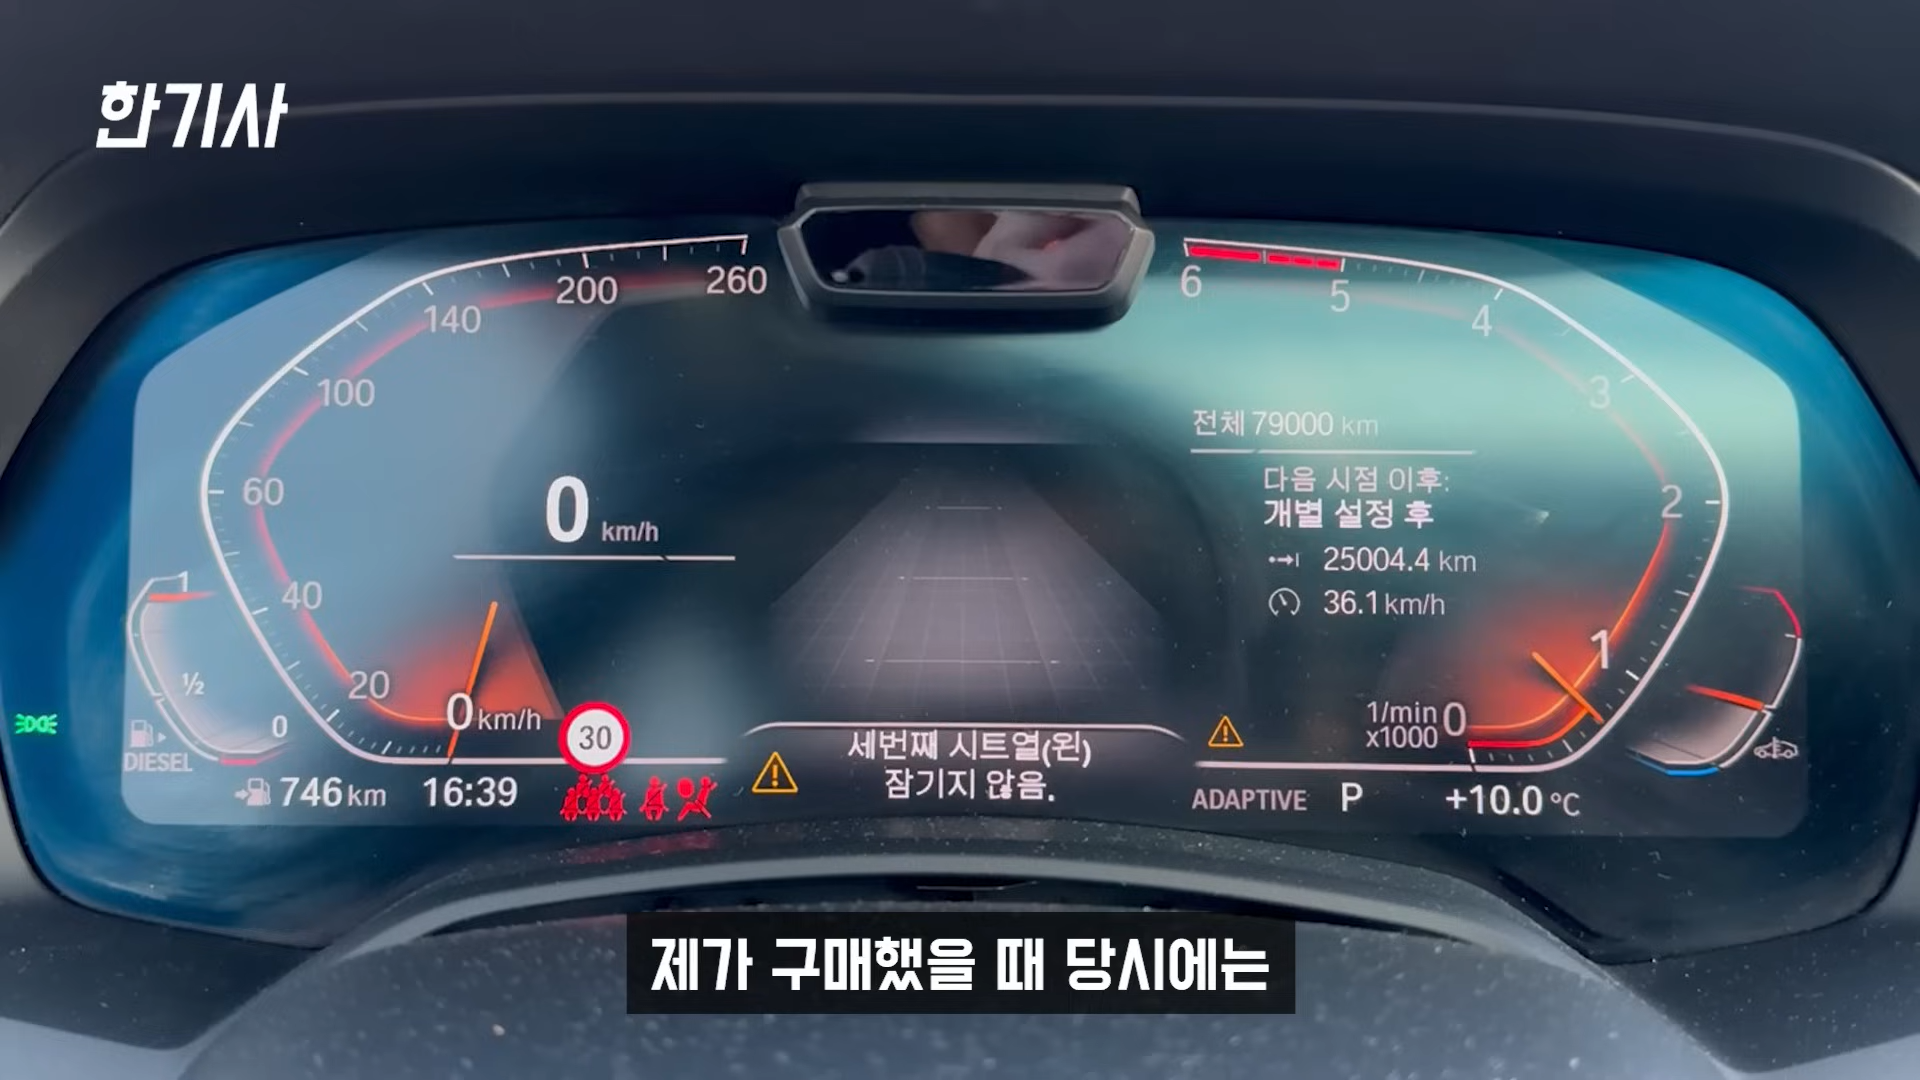 한기사
260
200
140
100
60
40
20
0 km/h
0 km/h
1
½
0
DIESEL
746 km
16:39
30
세번째 시트열(왼)
잠기지 않음.
6
5
4
3
2
1
0
1/min
x1000
전체 79000 km
다음 시점 이후:
개별 설정 후
25004.4 km
36.1 km/h
ADAPTIVE P
+10.0 °C
제가 구매했을 때 당시에는